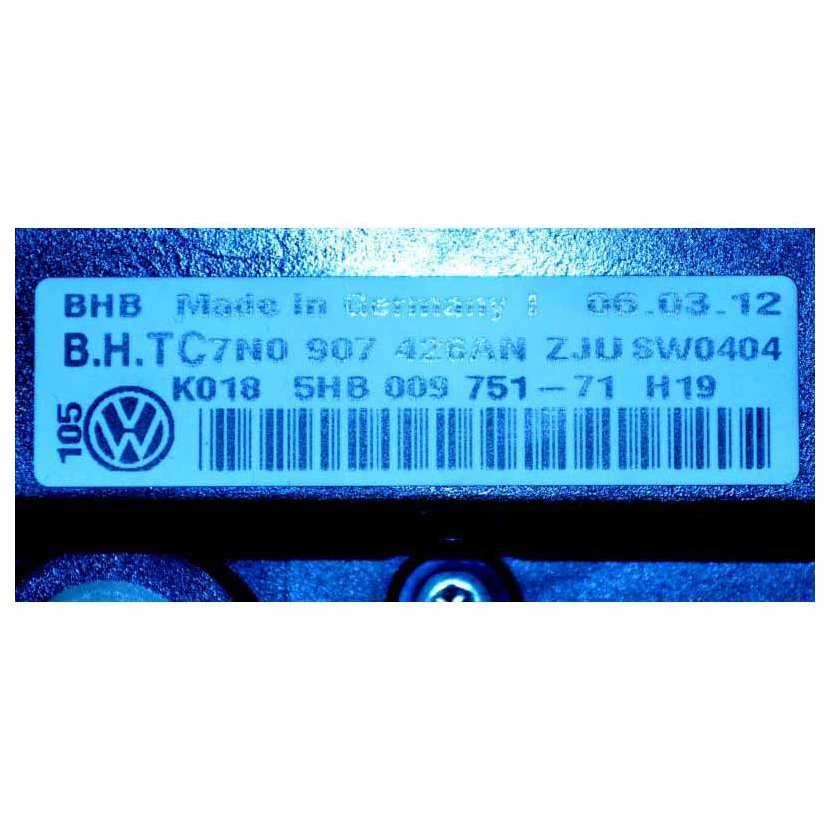 BHB Made in Germany 1 06.03.12
B.H.TC7N0 907 426AN ZJU SW0404
K018 5HB 009 751-71 H19
105